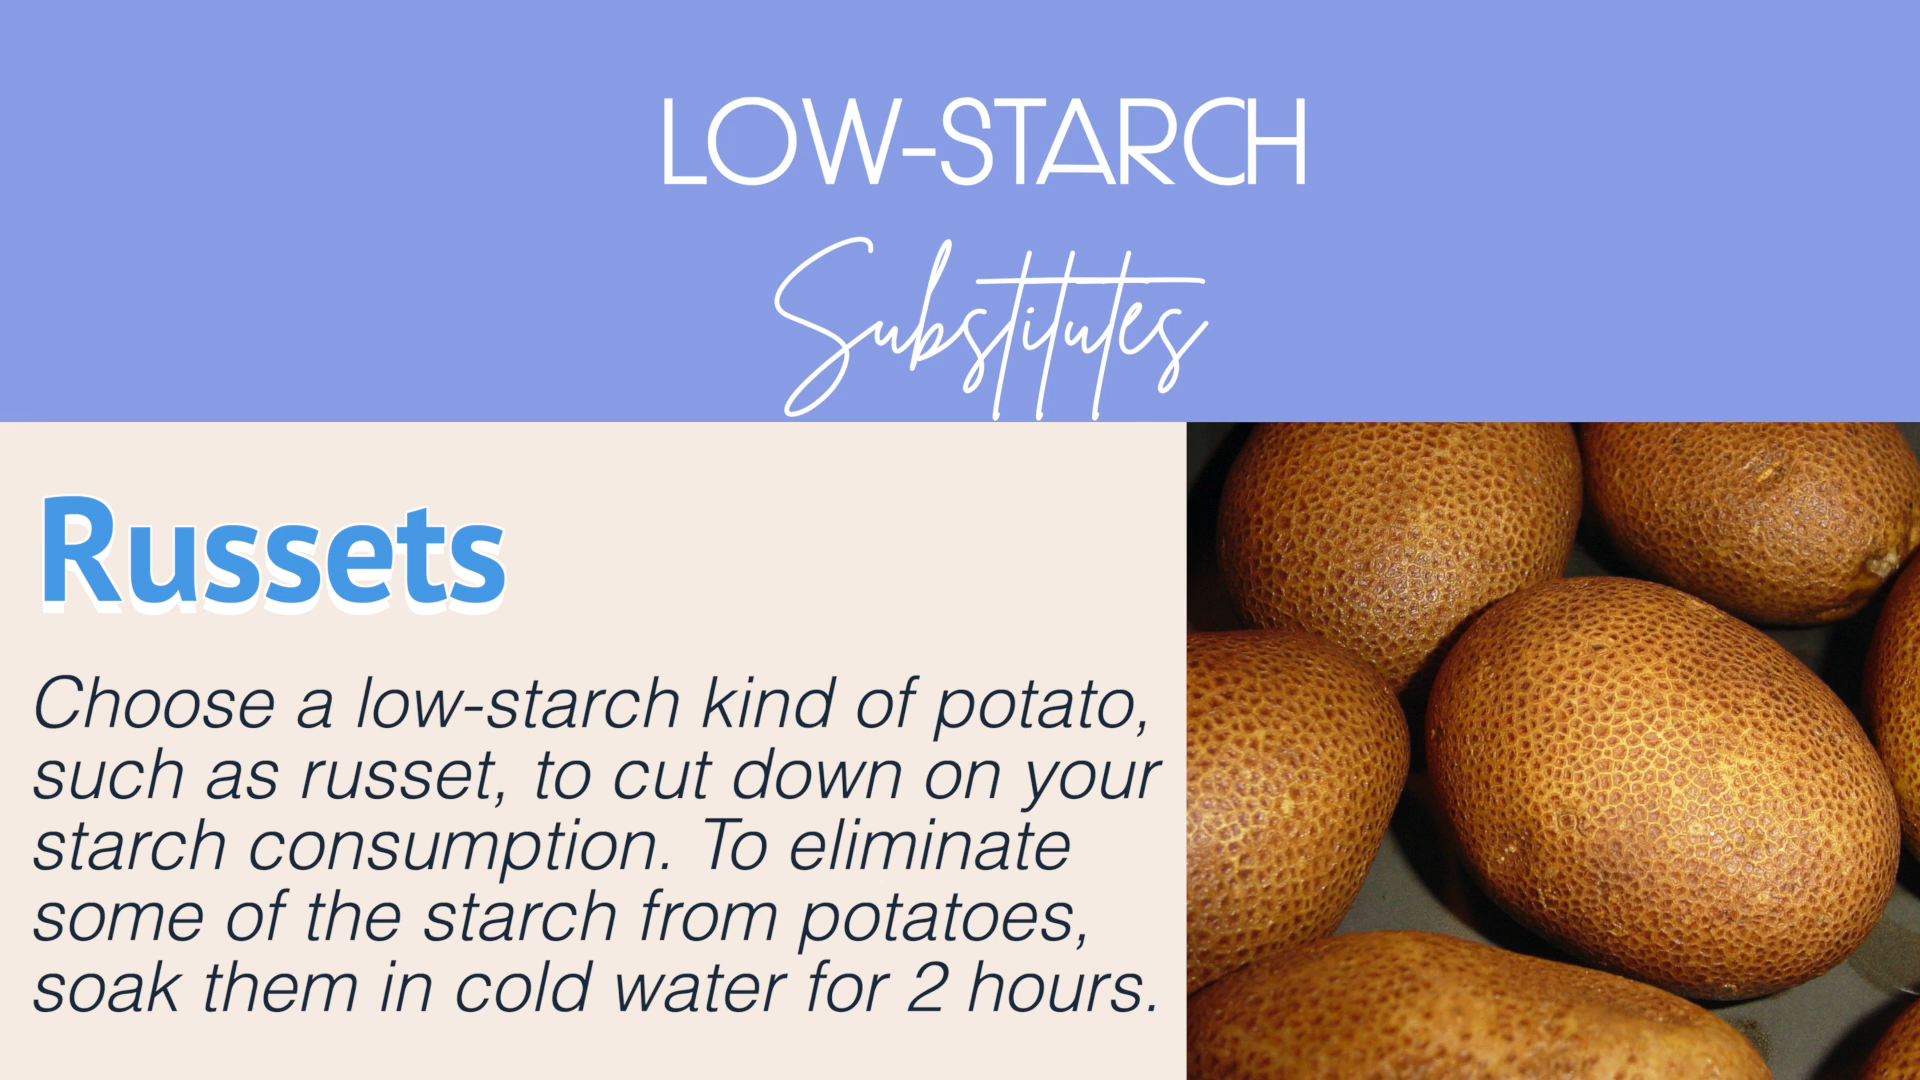 LOW-STARCH
Substitutes
Russets
Choose a low-starch kind of potato,
such as russet, to cut down on your
starch consumption. To eliminate
some of the starch from potatoes,
soak them in cold water for 2 hours.